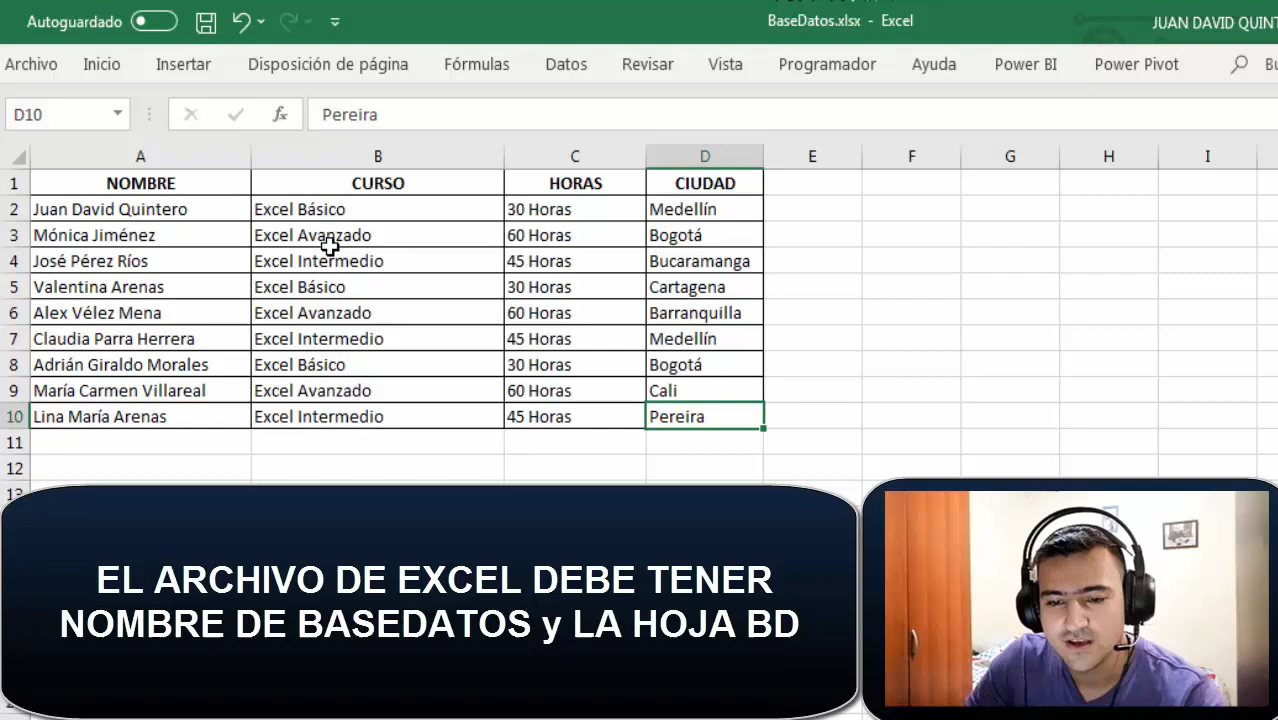 Autoguardado
BaseDatos.xlsx - Excel
JUAN DAVID QUINT
Archivo Inicio Insertar Disposición de página Fórmulas Datos Revisar Vista Programador Ayuda Power BI Power Pivot Bu
D10 fx Pereira
A B C D E F G H I
1 NOMBRE CURSO HORAS CIUDAD
2 Juan David Quintero Excel Básico 30 Horas Medellín
3 Mónica Jiménez Excel Avanzado 60 Horas Bogotá
4 José Pérez Ríos Excel Intermedio 45 Horas Bucaramanga
5 Valentina Arenas Excel Básico 30 Horas Cartagena
6 Alex Vélez Mena Excel Avanzado 60 Horas Barranquilla
7 Claudia Parra Herrera Excel Intermedio 45 Horas Medellín
8 Adrián Giraldo Morales Excel Básico 30 Horas Bogotá
9 María Carmen Villareal Excel Avanzado 60 Horas Cali
10 Lina María Arenas Excel Intermedio 45 Horas Pereira
11
12
13
EL ARCHIVO DE EXCEL DEBE TENER
NOMBRE DE BASEDATOS y LA HOJA BD